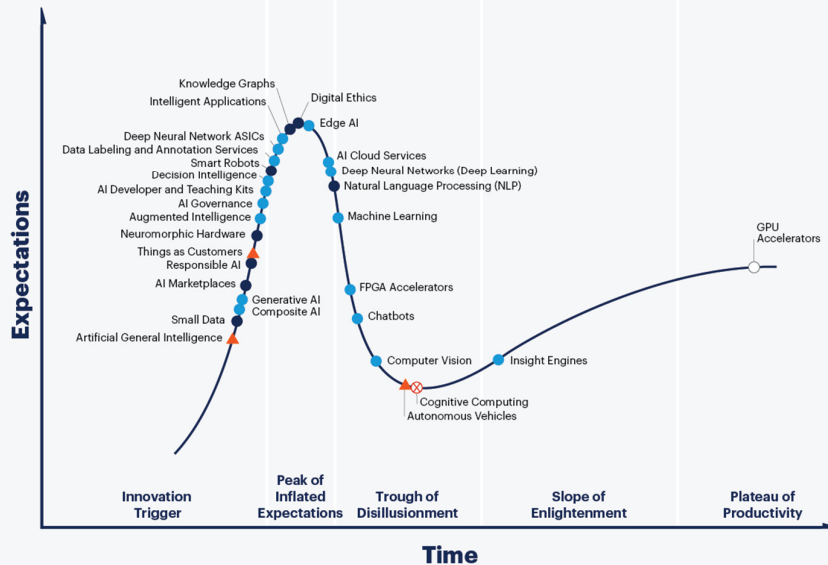 Expectations
Knowledge Graphs
Intelligent Applications
Digital Ethics
Edge AI
Deep Neural Network ASICs
Data Labeling and Annotation Services
Smart Robots
Decision Intelligence
AI Developer and Teaching Kits
AI Governance
Augmented Intelligence
Neuromorphic Hardware
Things as Customers
Responsible AI
AI Marketplaces
Generative AI
Composite AI
Small Data
Artificial General Intelligence
AI Cloud Services
Deep Neural Networks (Deep Learning)
Natural Language Processing (NLP)
Machine Learning
FPGA Accelerators
Chatbots
Computer Vision
Cognitive Computing
Autonomous Vehicles
Insight Engines
GPU
Accelerators
Innovation
Trigger
Peak of
Inflated
Expectations
Trough of
Disillusionment
Slope of
Enlightenment
Plateau of
Productivity
Time